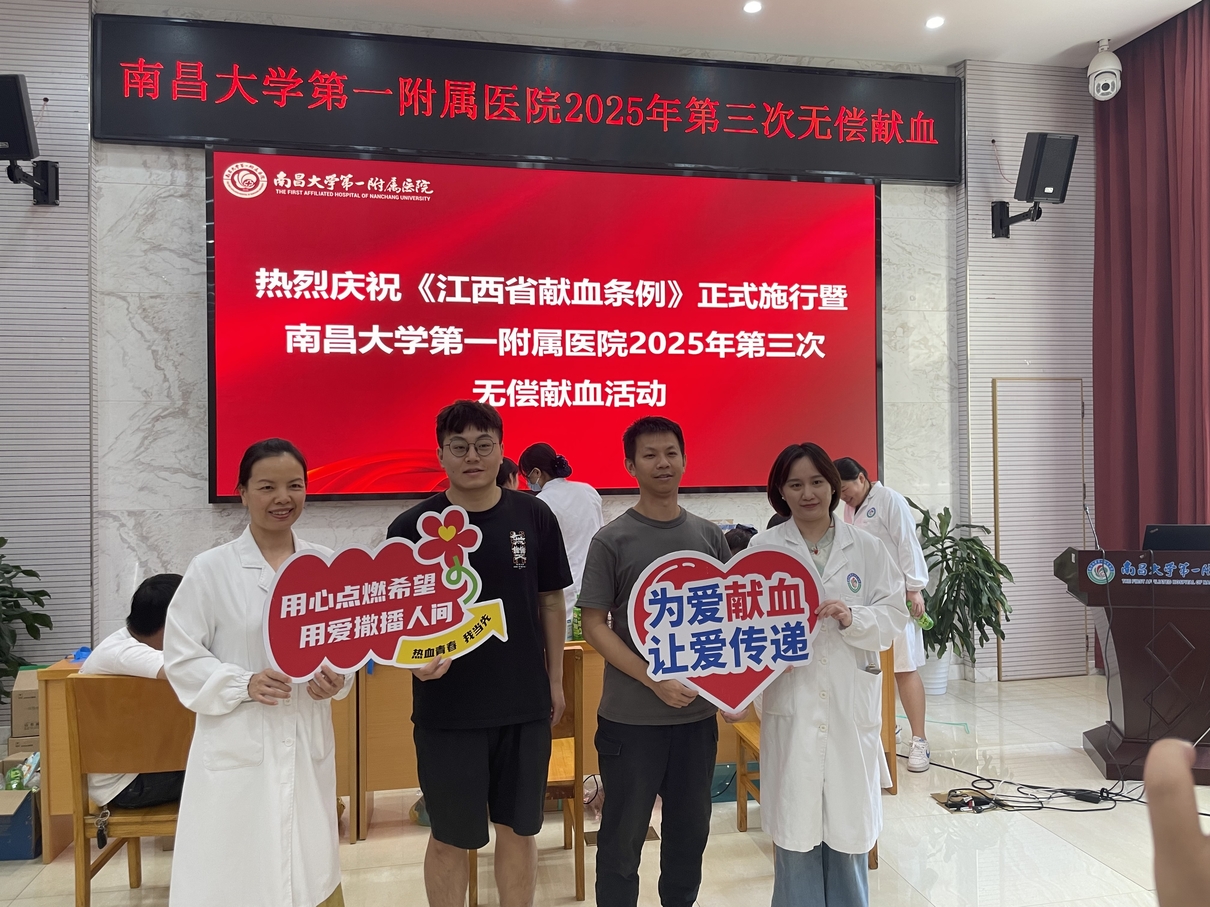 南昌大学第一附属医院2025年第三次无偿献血
南昌大学第一附属医院
THE FIRST AFFILIATED HOSPITAL OF NANCHANG UNIVERSITY
热烈庆祝《江西省献血条例》正式施行暨
南昌大学第一附属医院2025年第三次
无偿献血活动
用心点燃希望
用爱撒播人间
热血青春 我当先
为爱献血
让爱传递
南昌大学第一附